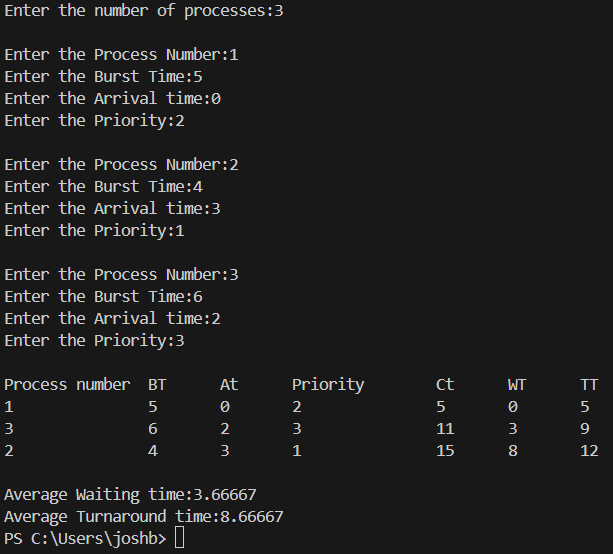 Enter the number of processes:3
Enter the Process Number:1
Enter the Burst Time:5
Enter the Arrival time:0
Enter the Priority:2
Enter the Process Number:2
Enter the Burst Time:4
Enter the Arrival time:3
Enter the Priority:1
Enter the Process Number:3
Enter the Burst Time:6
Enter the Arrival time:2
Enter the Priority:3
Process number BT At Priority Ct WT TT
1 5 0 2 5 0 5
3 6 2 3 11 3 9
2 4 3 1 15 8 12
Average Waiting time:3.66667
Average Turnaround time:8.66667
PS C:\Users\joshb>